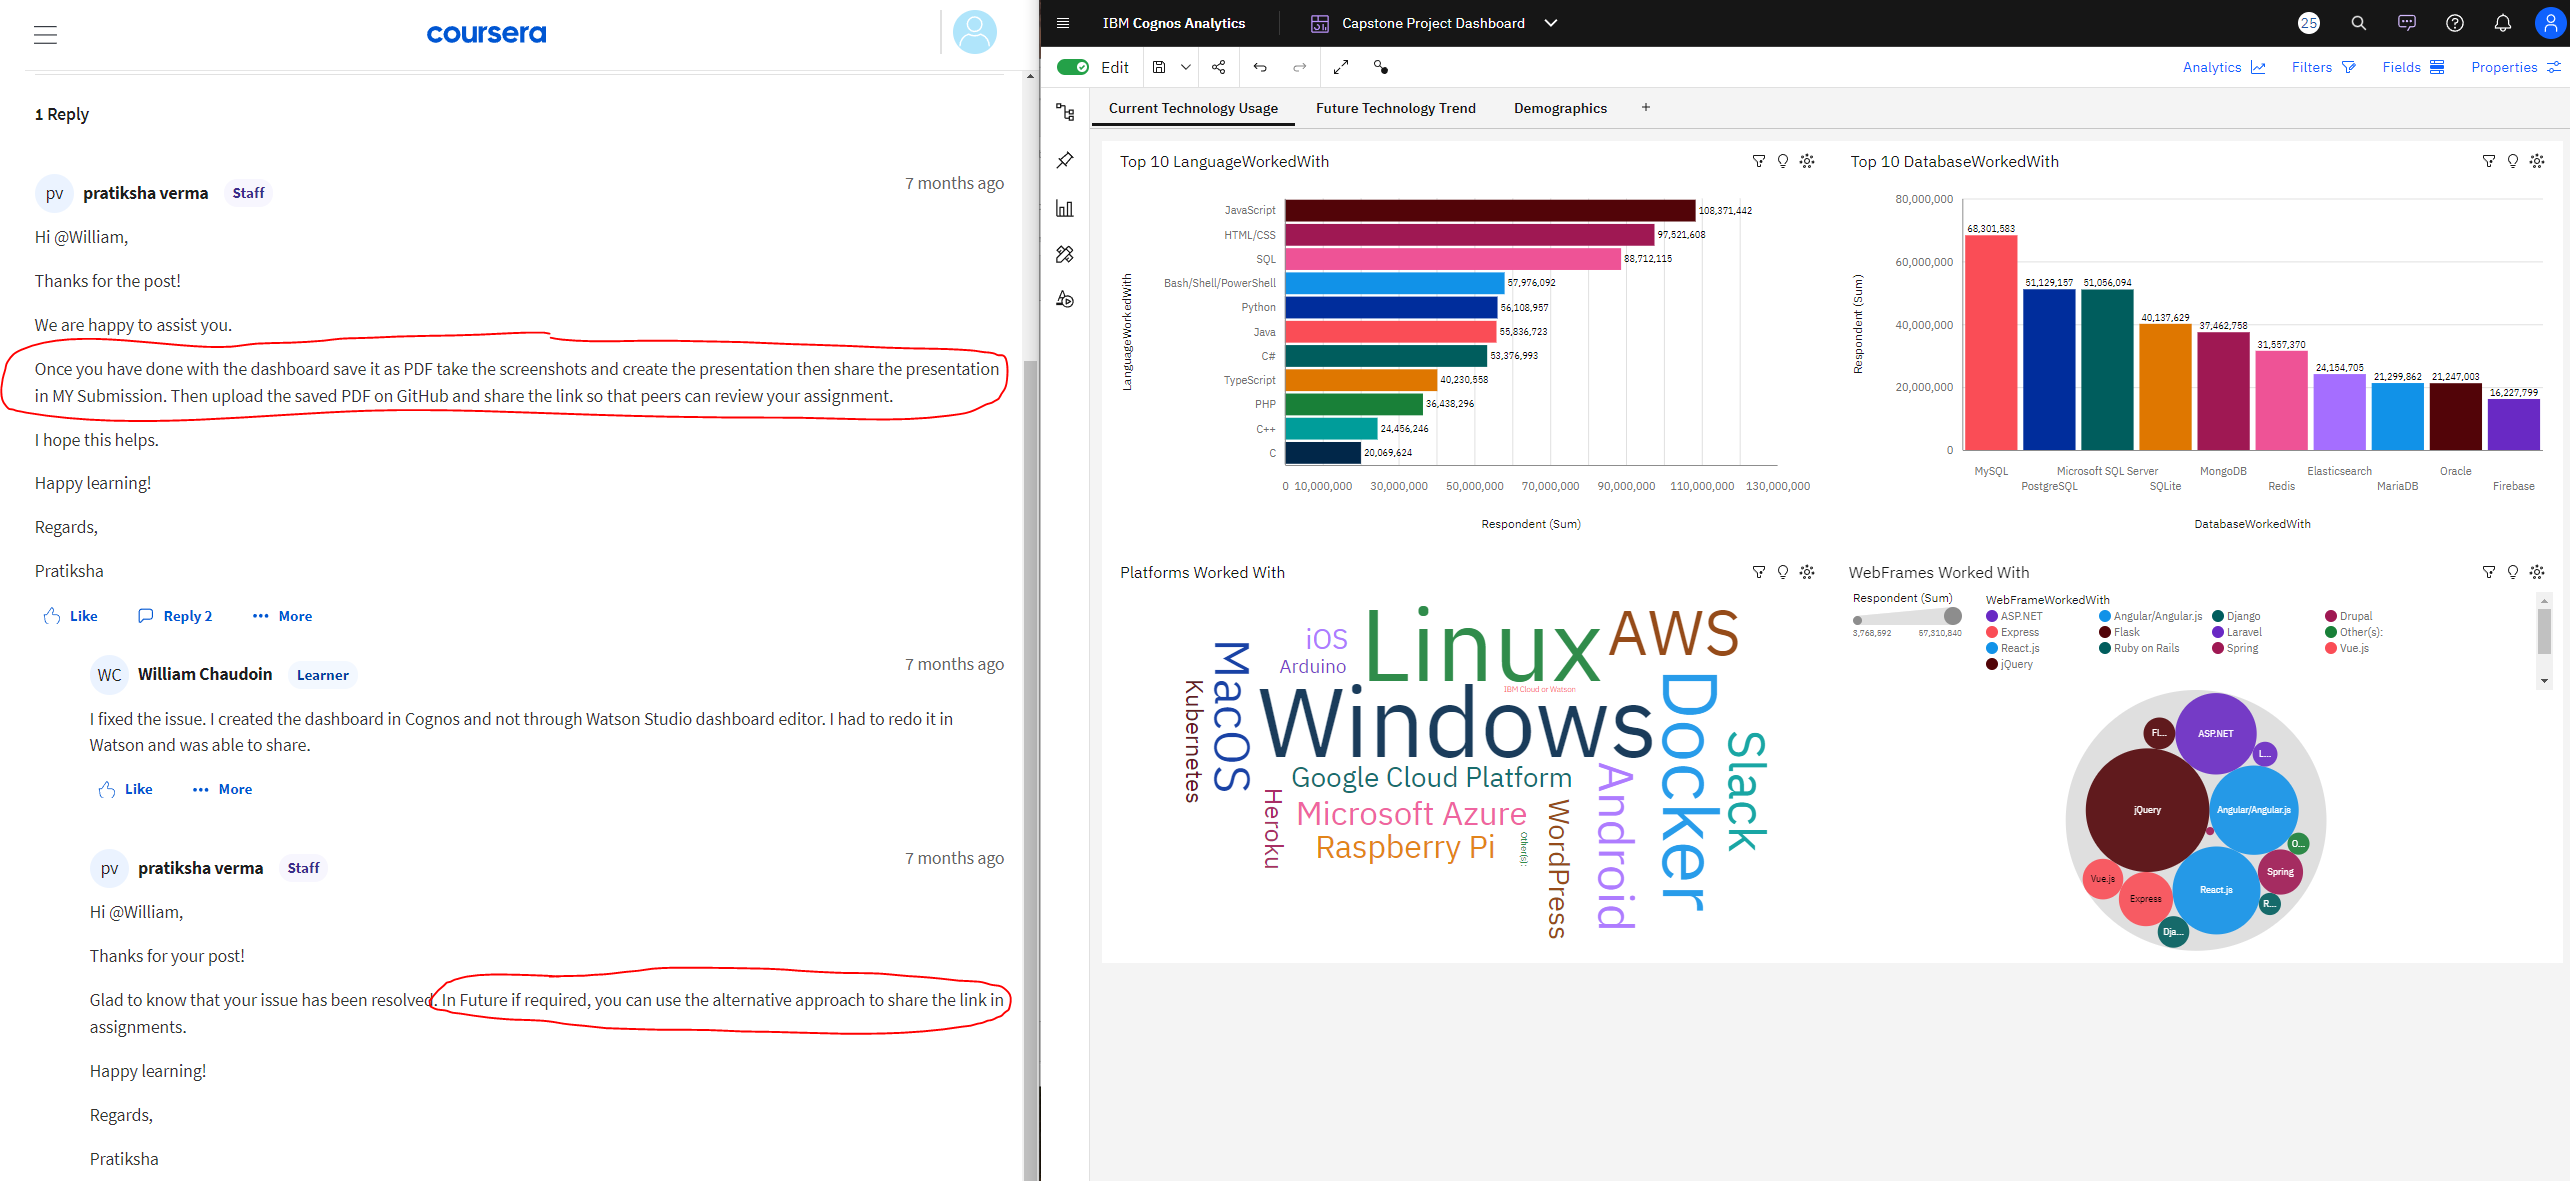 coursera
1 Reply
pv pratiksha verma Staff 7 months ago
Hi @William,
Thanks for the post!
We are happy to assist you.
Once you have done with the dashboard save it as PDF take the screenshots and create the presentation then share the presentation
in MY Submission. Then upload the saved PDF on GitHub and share the link so that peers can review your assignment.
I hope this helps.
Happy learning!
Regards,
Pratiksha
Like Reply 2 More
WC William Chaudoin Learner 7 months ago
I fixed the issue. I created the dashboard in Cognos and not through Watson Studio dashboard editor. I had to redo it in
Watson and was able to share.
Like More
pv pratiksha verma Staff 7 months ago
Hi @William,
Thanks for your post!
Glad to know that your issue has been resolved. In Future if required, you can use the alternative approach to share the link in
assignments.
Happy learning!
Regards,
Pratiksha
IBM Cognos Analytics Capstone Project Dashboard 25
Edit Analytics Filters Fields Properties
Current Technology Usage Future Technology Trend Demographics +
Top 10 LanguageWorkedWith
LanguageWorkedWith
JavaScript 108,371,442
HTML/CSS 97,521,608
SQL 88,712,115
Bash/Shell/PowerShell 57,976,092
Python 56,108,957
Java 55,836,723
C# 53,376,993
TypeScript 40,230,558
PHP 36,438,296
C++ 24,456,246
C 20,069,624
0 10,000,000 30,000,000 50,000,000 70,000,000 90,000,000 110,000,000 130,000,000
Respondent (Sum)
Top 10 DatabaseWorkedWith
Respondent (Sum)
80,000,000
60,000,000
40,000,000
20,000,000
0
68,301,583
51,129,157
51,056,094
40,137,629
37,462,758
31,557,370
24,154,705
21,299,862
21,247,003
16,227,799
MySQL Microsoft SQL Server MongoDB Elasticsearch Oracle
PostgreSQL SQLite Redis MariaDB Firebase
DatabaseWorkedWith
Platforms Worked With
Linux
AWS
iOS
Arduino
MacOS
Kubernetes
IBM Cloud or Watson
Windows
Docker
Slack
Google Cloud Platform
Heroku
Microsoft Azure
Raspberry Pi
Other(s):
WordPress
Android
WebFrames Worked With
Respondent (Sum)
3,768,592 57,310,840
WebFrameWorkedWith
ASP.NET Angular/Angular.js Django Drupal
Express Flask Laravel Other(s):
React.js Ruby on Rails Spring Vue.js
jQuery
Fl...
ASP.NET
L...
jQuery
Angular/Angular.js
O...
Vue.js
Express
React.js
Spring
R...
Dja...